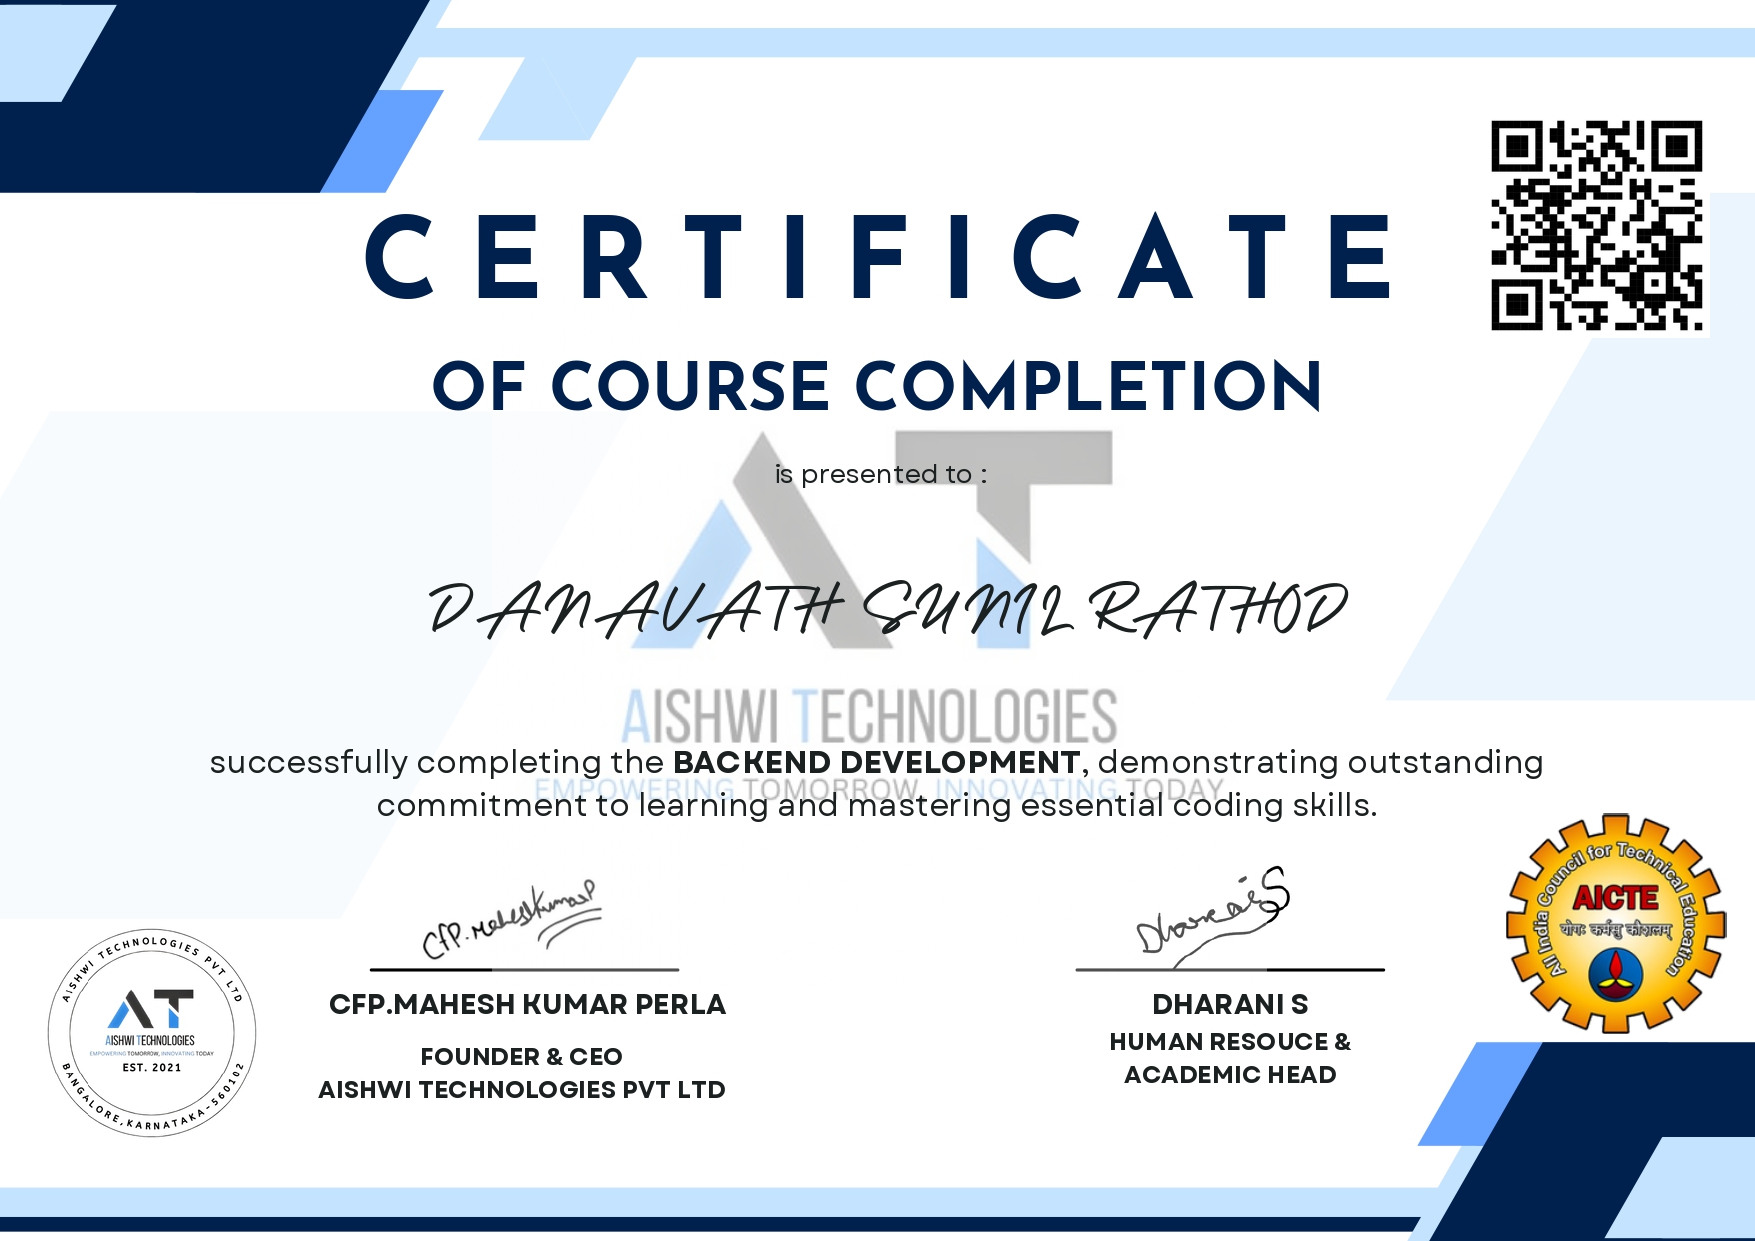 CERTIFICATE
OF COURSE COMPLETION
is presented to :
DANAVATH SUNIL RATHOD
AISHWI TECHNOLOGIES
successfully completing the BACKEND DEVELOPMENT, demonstrating outstanding
EMPOWERING TOMORROW, INNOVATING TODAY
commitment to learning and mastering essential coding skills.
CFP.MaheshKumarP
Dharani S
CFP.MAHESH KUMAR PERLA
FOUNDER & CEO
AISHWI TECHNOLOGIES PVT LTD
DHARANI S
HUMAN RESOUCE &
ACADEMIC HEAD
AISHWI TECHNOLOGIES PVT LTD
AISHWI TECHNOLOGIES
EMPOWERING TOMORROW, INNOVATING TODAY
EST. 2021
BANGALORE,KARNATAKA-560102
All India Council for Technical Education
AICTE
योगः कर्मसु कौशलम्